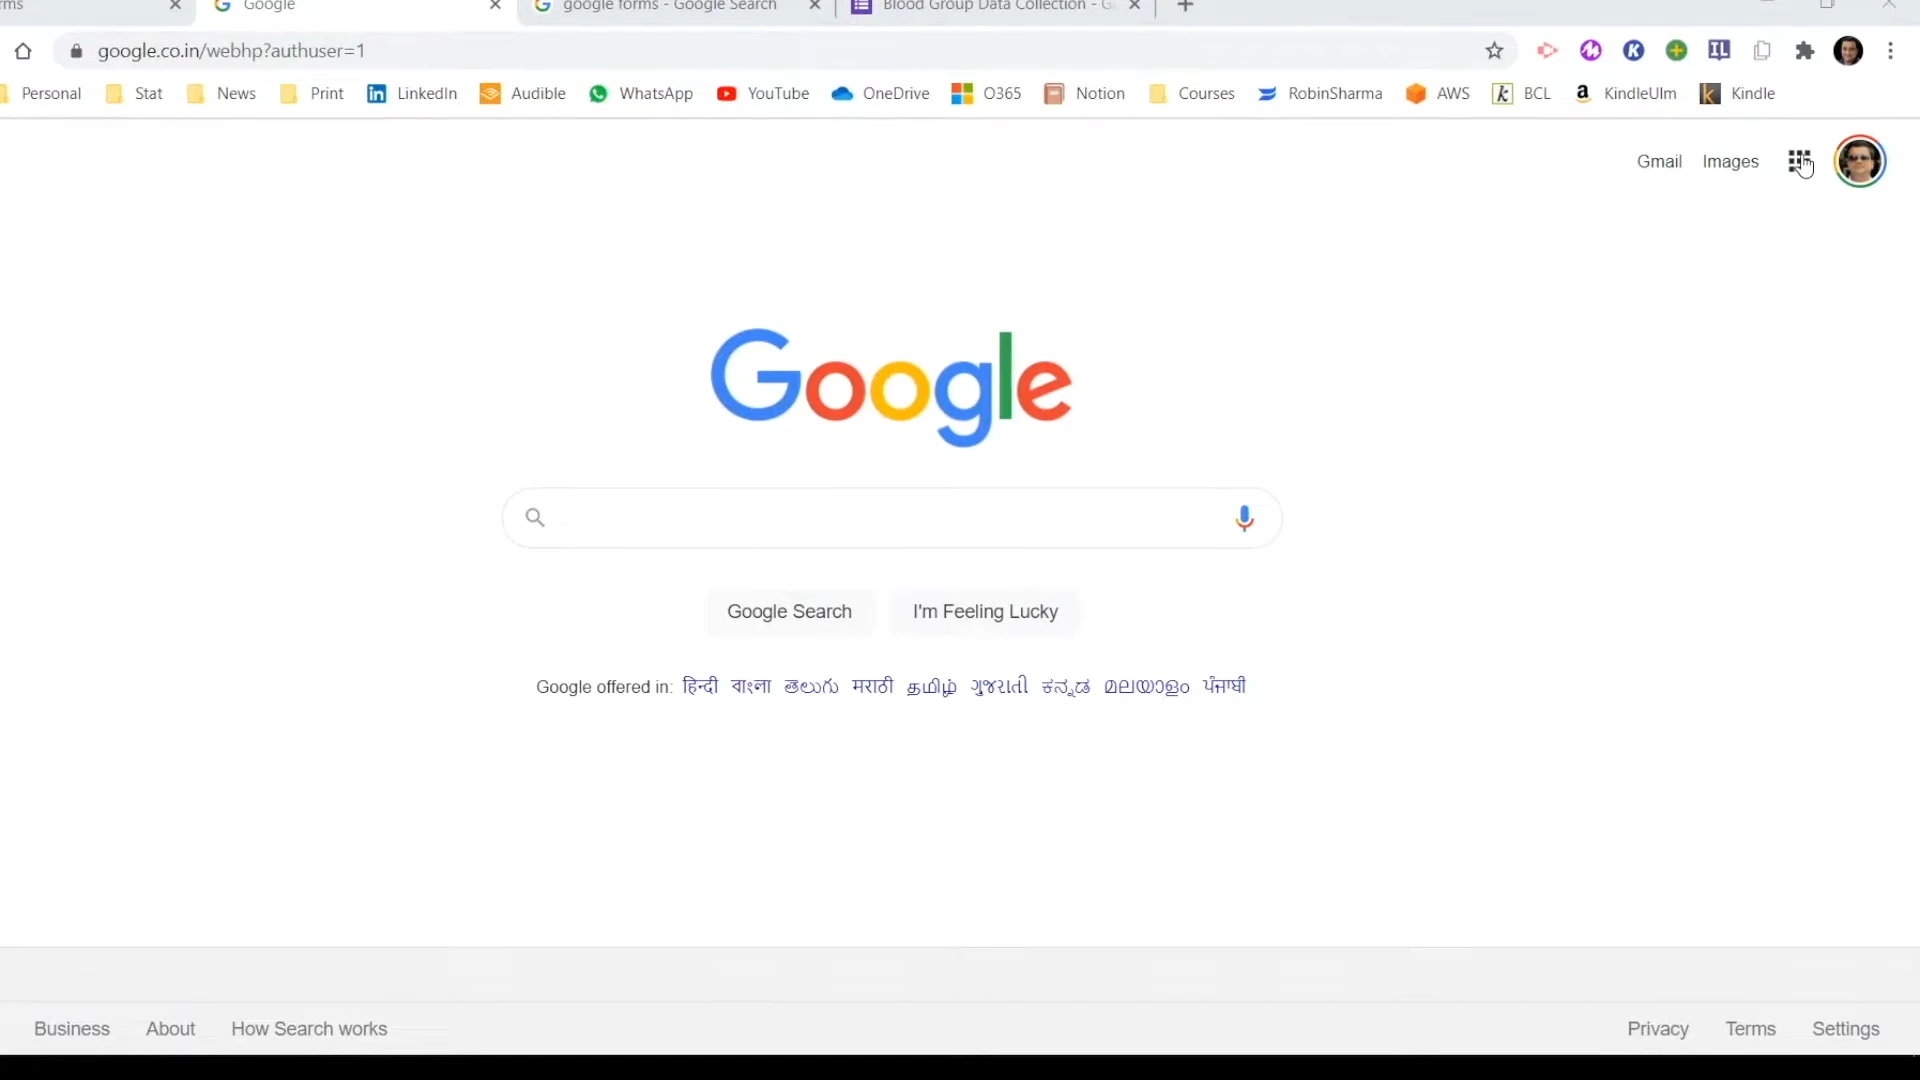 rms Google google forms - Google Search Blood Group Data Collection - G
google.co.in/webhp?authuser=1
Personal Stat News Print LinkedIn Audible WhatsApp YouTube OneDrive O365 Notion Courses RobinSharma AWS BCL KindleUlm Kindle
Gmail Images
Google
Google Search I'm Feeling Lucky
Google offered in: हिन्दी বাংলা తెలుగు मराठी தமிழ் ગુજરાતી ಕನ್ನಡ മലയാളം ਪੰਜਾਬੀ
Business About How Search works Privacy Terms Settings